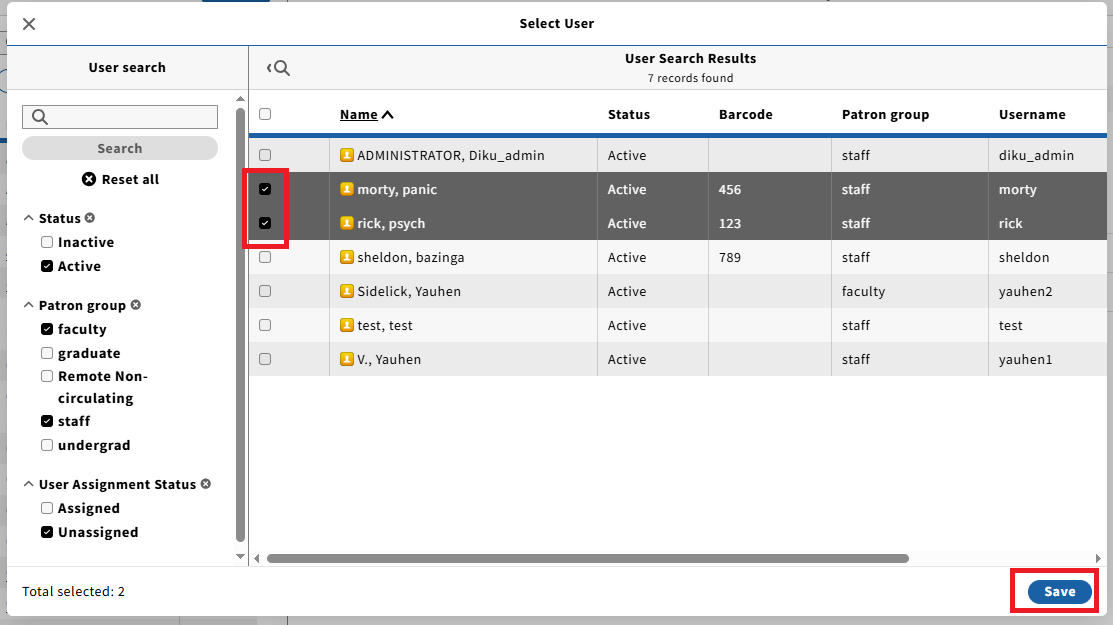 Select User
User search
User Search Results
7 records found
Search
Reset all
Status
Inactive
Active
Patron group
faculty
graduate
Remote Non-
circulating
staff
undergrad
User Assignment Status
Assigned
Unassigned
Name Status Barcode Patron group Username
ADMINISTRATOR, Diku_admin Active staff diku_admin
morty, panic Active 456 staff morty
rick, psych Active 123 staff rick
sheldon, bazinga Active 789 staff sheldon
Sidelick, Yauhen Active faculty yauhen2
test, test Active staff test
V., Yauhen Active staff yauhen1
Total selected: 2
Save